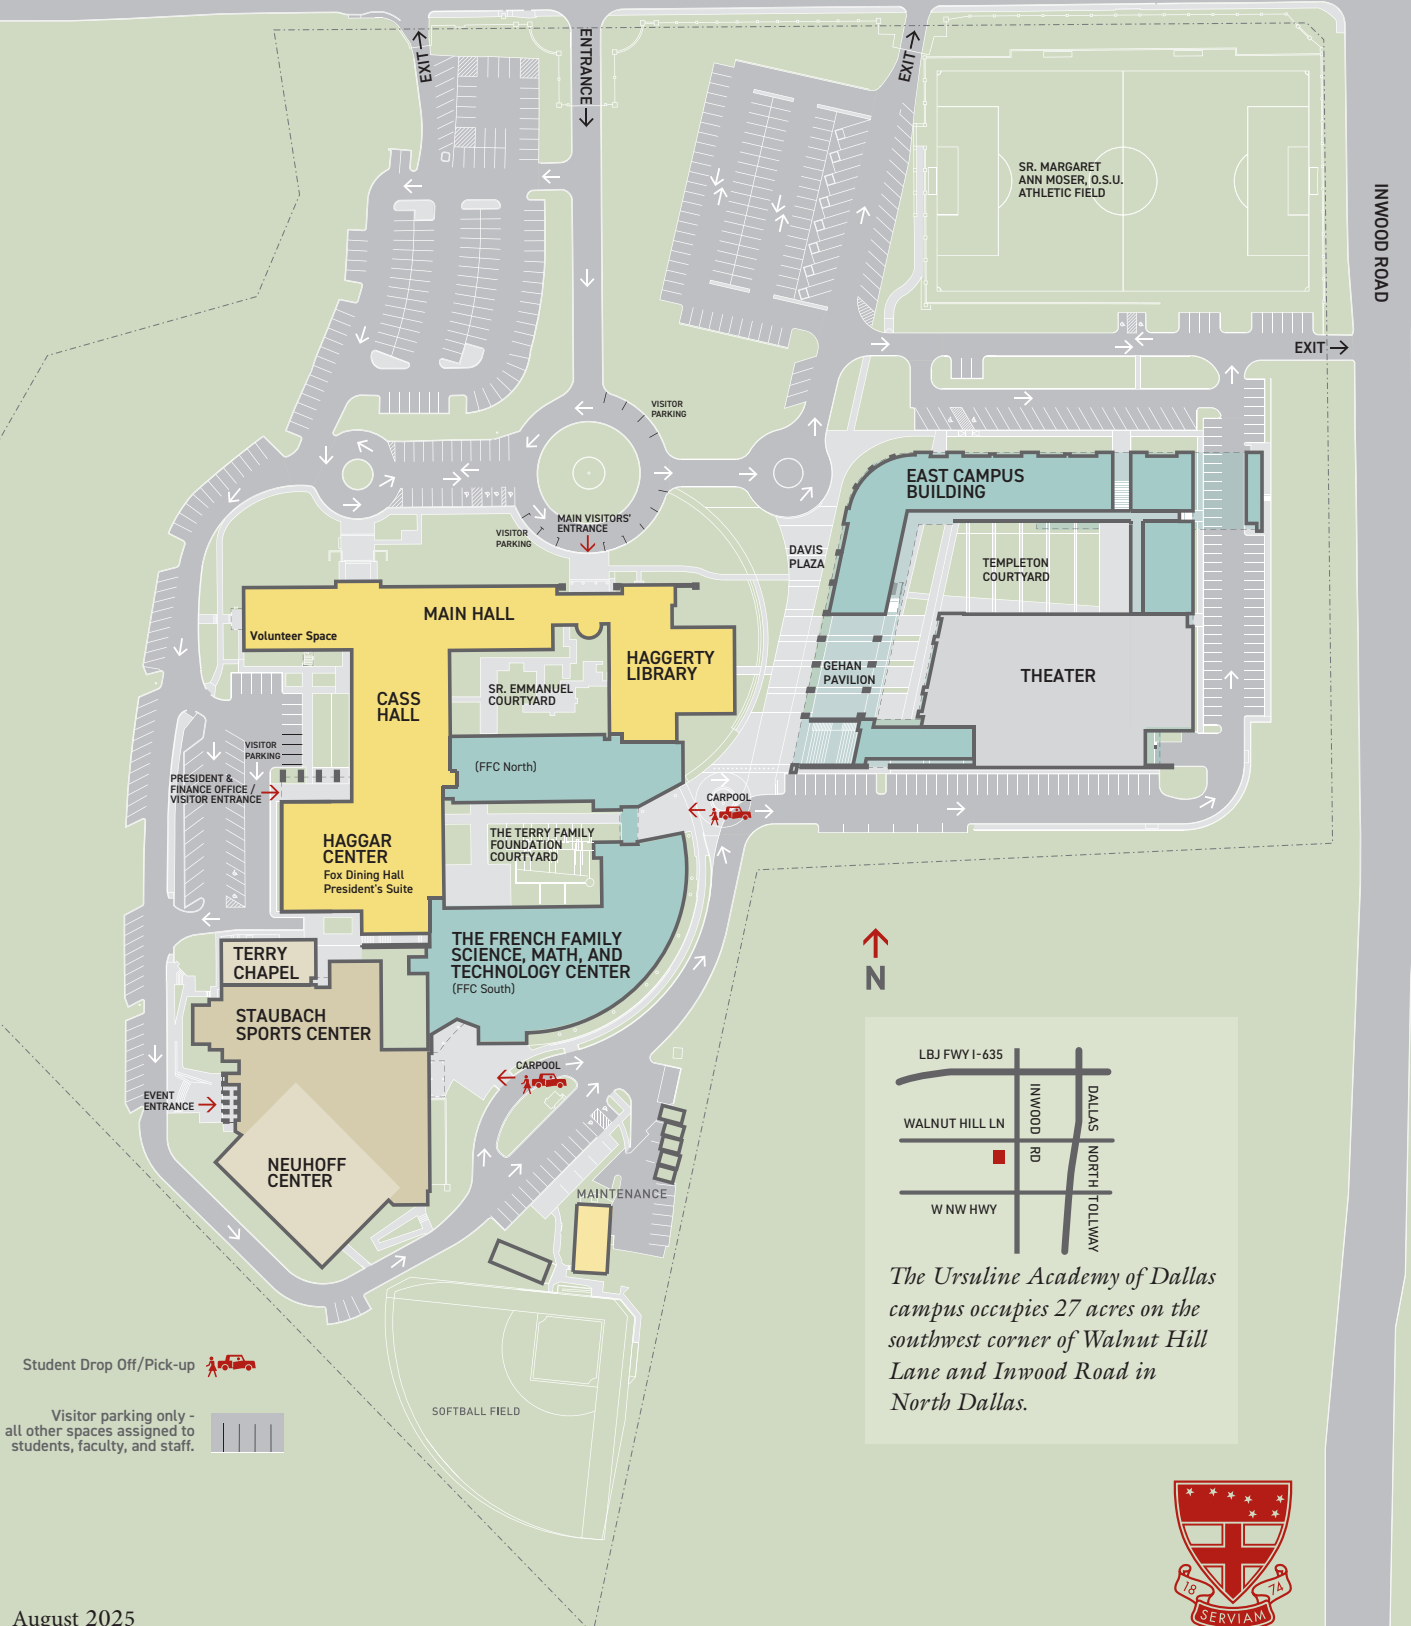 EXIT
ENTRANCE
EXIT
SR. MARGARET
ANN MOSER, O.S.U.
ATHLETIC FIELD
INWOOD ROAD
EXIT
VISITOR
PARKING
MAIN VISITORS'
ENTRANCE
VISITOR
PARKING
EAST CAMPUS
BUILDING
DAVIS
PLAZA
TEMPLETON
COURTYARD
MAIN HALL
Volunteer Space
HAGGERTY
LIBRARY
GEHAN
PAVILION
THEATER
CASS
HALL
SR. EMMANUEL
COURTYARD
VISITOR
PARKING
(FFC North)
PRESIDENT &
FINANCE OFFICE /
VISITOR ENTRANCE
CARPOOL
HAGGAR
CENTER
Fox Dining Hall
President's Suite
THE TERRY FAMILY
FOUNDATION
COURTYARD
TERRY
CHAPEL
THE FRENCH FAMILY
SCIENCE, MATH, AND
TECHNOLOGY CENTER
(FFC South)
N
STAUBACH
SPORTS CENTER
CARPOOL
EVENT
ENTRANCE
NEUHOFF
CENTER
MAINTENANCE
LBJ FWY I-635
WALNUT HILL LN
INWOOD RD
DALLAS NORTH TOLLWAY
W NW HWY
The Ursuline Academy of Dallas
campus occupies 27 acres on the
southwest corner of Walnut Hill
Lane and Inwood Road in
North Dallas.
Student Drop Off/Pick-up
Visitor parking only -
all other spaces assigned to
students, faculty, and staff.
SOFTBALL FIELD
18 74
SERVIAM
August 2025